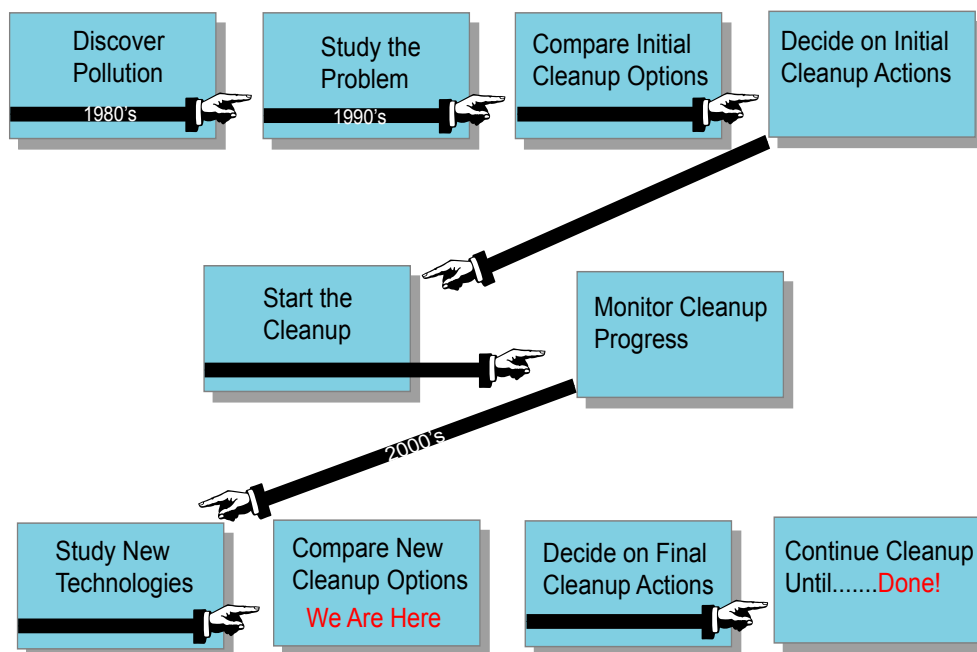 Discover
Pollution
1980's
Study the
Problem
1990's
Compare Initial
Cleanup Options
Decide on Initial
Cleanup Actions
Start the
Cleanup
Monitor Cleanup
Progress
2000's
Study New
Technologies
Compare New
Cleanup Options
We Are Here
Decide on Final
Cleanup Actions
Continue Cleanup
Until.......Done!